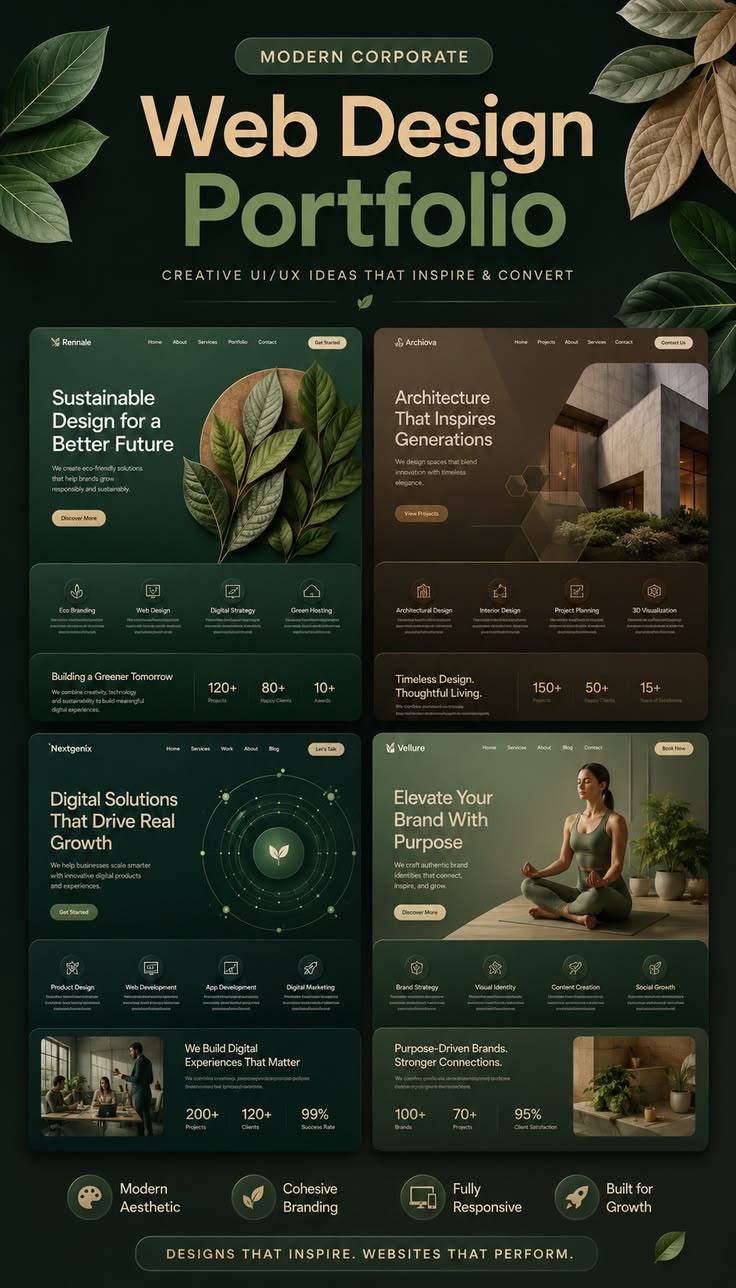 MODERN CORPORATE
Web Design
Portfolio
CREATIVE UI/UX IDEAS THAT INSPIRE & CONVERT
Rennale
Home About Services Portfolio Contact
Get Started
Sustainable
Design for a
Better Future
We create eco-friendly solutions
that help brands grow
responsibly and sustainably.
Discover More
Eco Branding
Web Design
Digital Strategy
Green Hosting
Building a Greener Tomorrow
We combine creativity, technology
and sustainability to build meaningful
digital experiences.
120+
Projects
80+
Happy Clients
10+
Awards
Archiova
Home Projects About Services Contact
Contact Us
Architecture
That Inspires
Generations
We design spaces that blend
innovation with timeless
elegance.
View Projects
Architectural Design
Interior Design
Project Planning
3D Visualization
Timeless Design.
Thoughtful Living.
150+
Projects
50+
Happy Clients
15+
Years of Excellence
Nextgenix
Home Services Work About Blog
Let's Talk
Digital Solutions
That Drive Real
Growth
We help businesses scale smarter
with innovative digital products
and experiences.
Get Started
Product Design
Web Development
App Development
Digital Marketing
We Build Digital
Experiences That Matter
200+
Projects
120+
Clients
99%
Success Rate
Vellure
Home Services About Blog Contact
Book Now
Elevate Your
Brand With
Purpose
We craft authentic brand
identities that connect,
inspire, and grow.
Discover More
Brand Strategy
Visual Identity
Content Creation
Social Growth
Purpose-Driven Brands.
Stronger Connections.
100+
Brands
70+
Projects
95%
Client Satisfaction
Modern
Aesthetic
Cohesive
Branding
Fully
Responsive
Built for
Growth
DESIGNS THAT INSPIRE. WEBSITES THAT PERFORM.